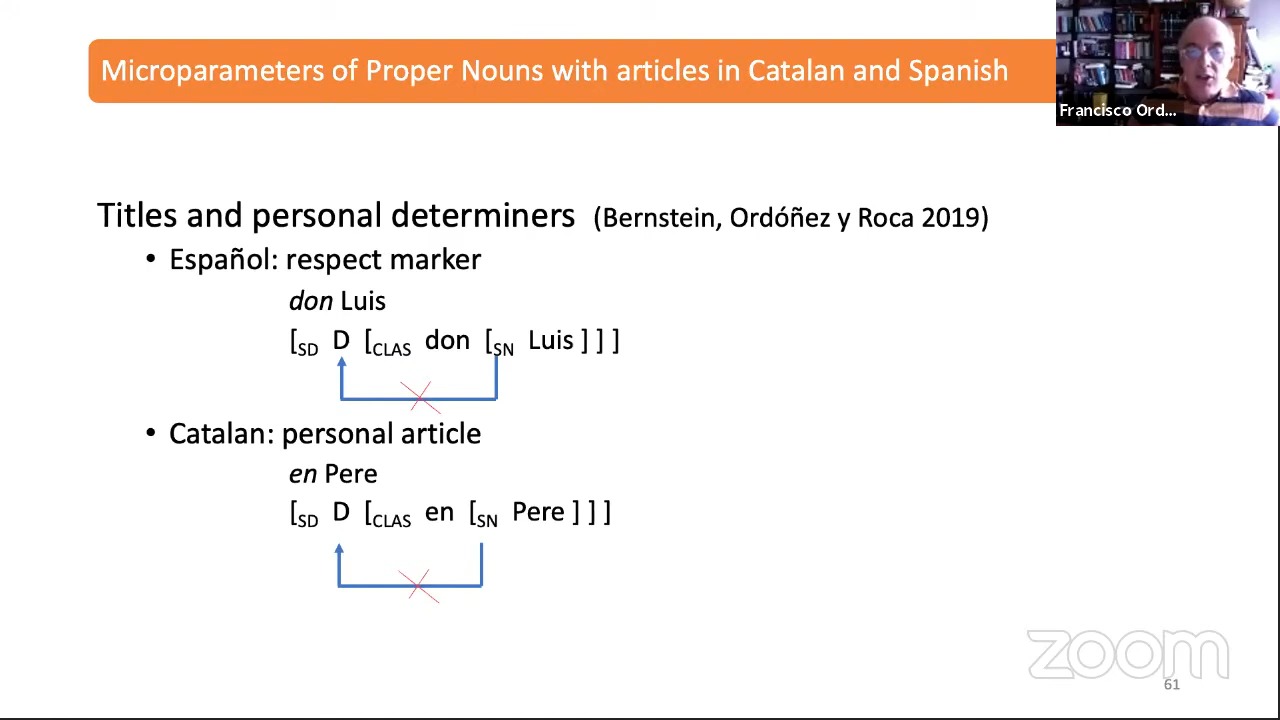 Microparameters of Proper Nouns with articles in Catalan and Spanish
Francisco Ord...
Titles and personal determiners (Bernstein, Ordóñez y Roca 2019)
• Español: respect marker
don Luis
[SD D [CLAS don [SN Luis ] ] ]
• Catalan: personal article
en Pere
[SD D [CLAS en [SN Pere ] ] ]
zoom
61